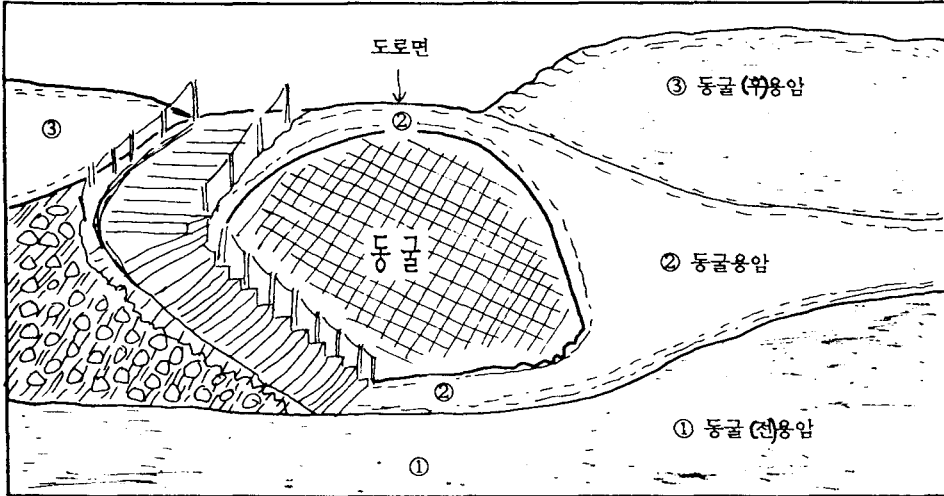 도로면
③ 동굴(후)용암
③
②
동굴
② 동굴용암
②
① 동굴(전)용암
①